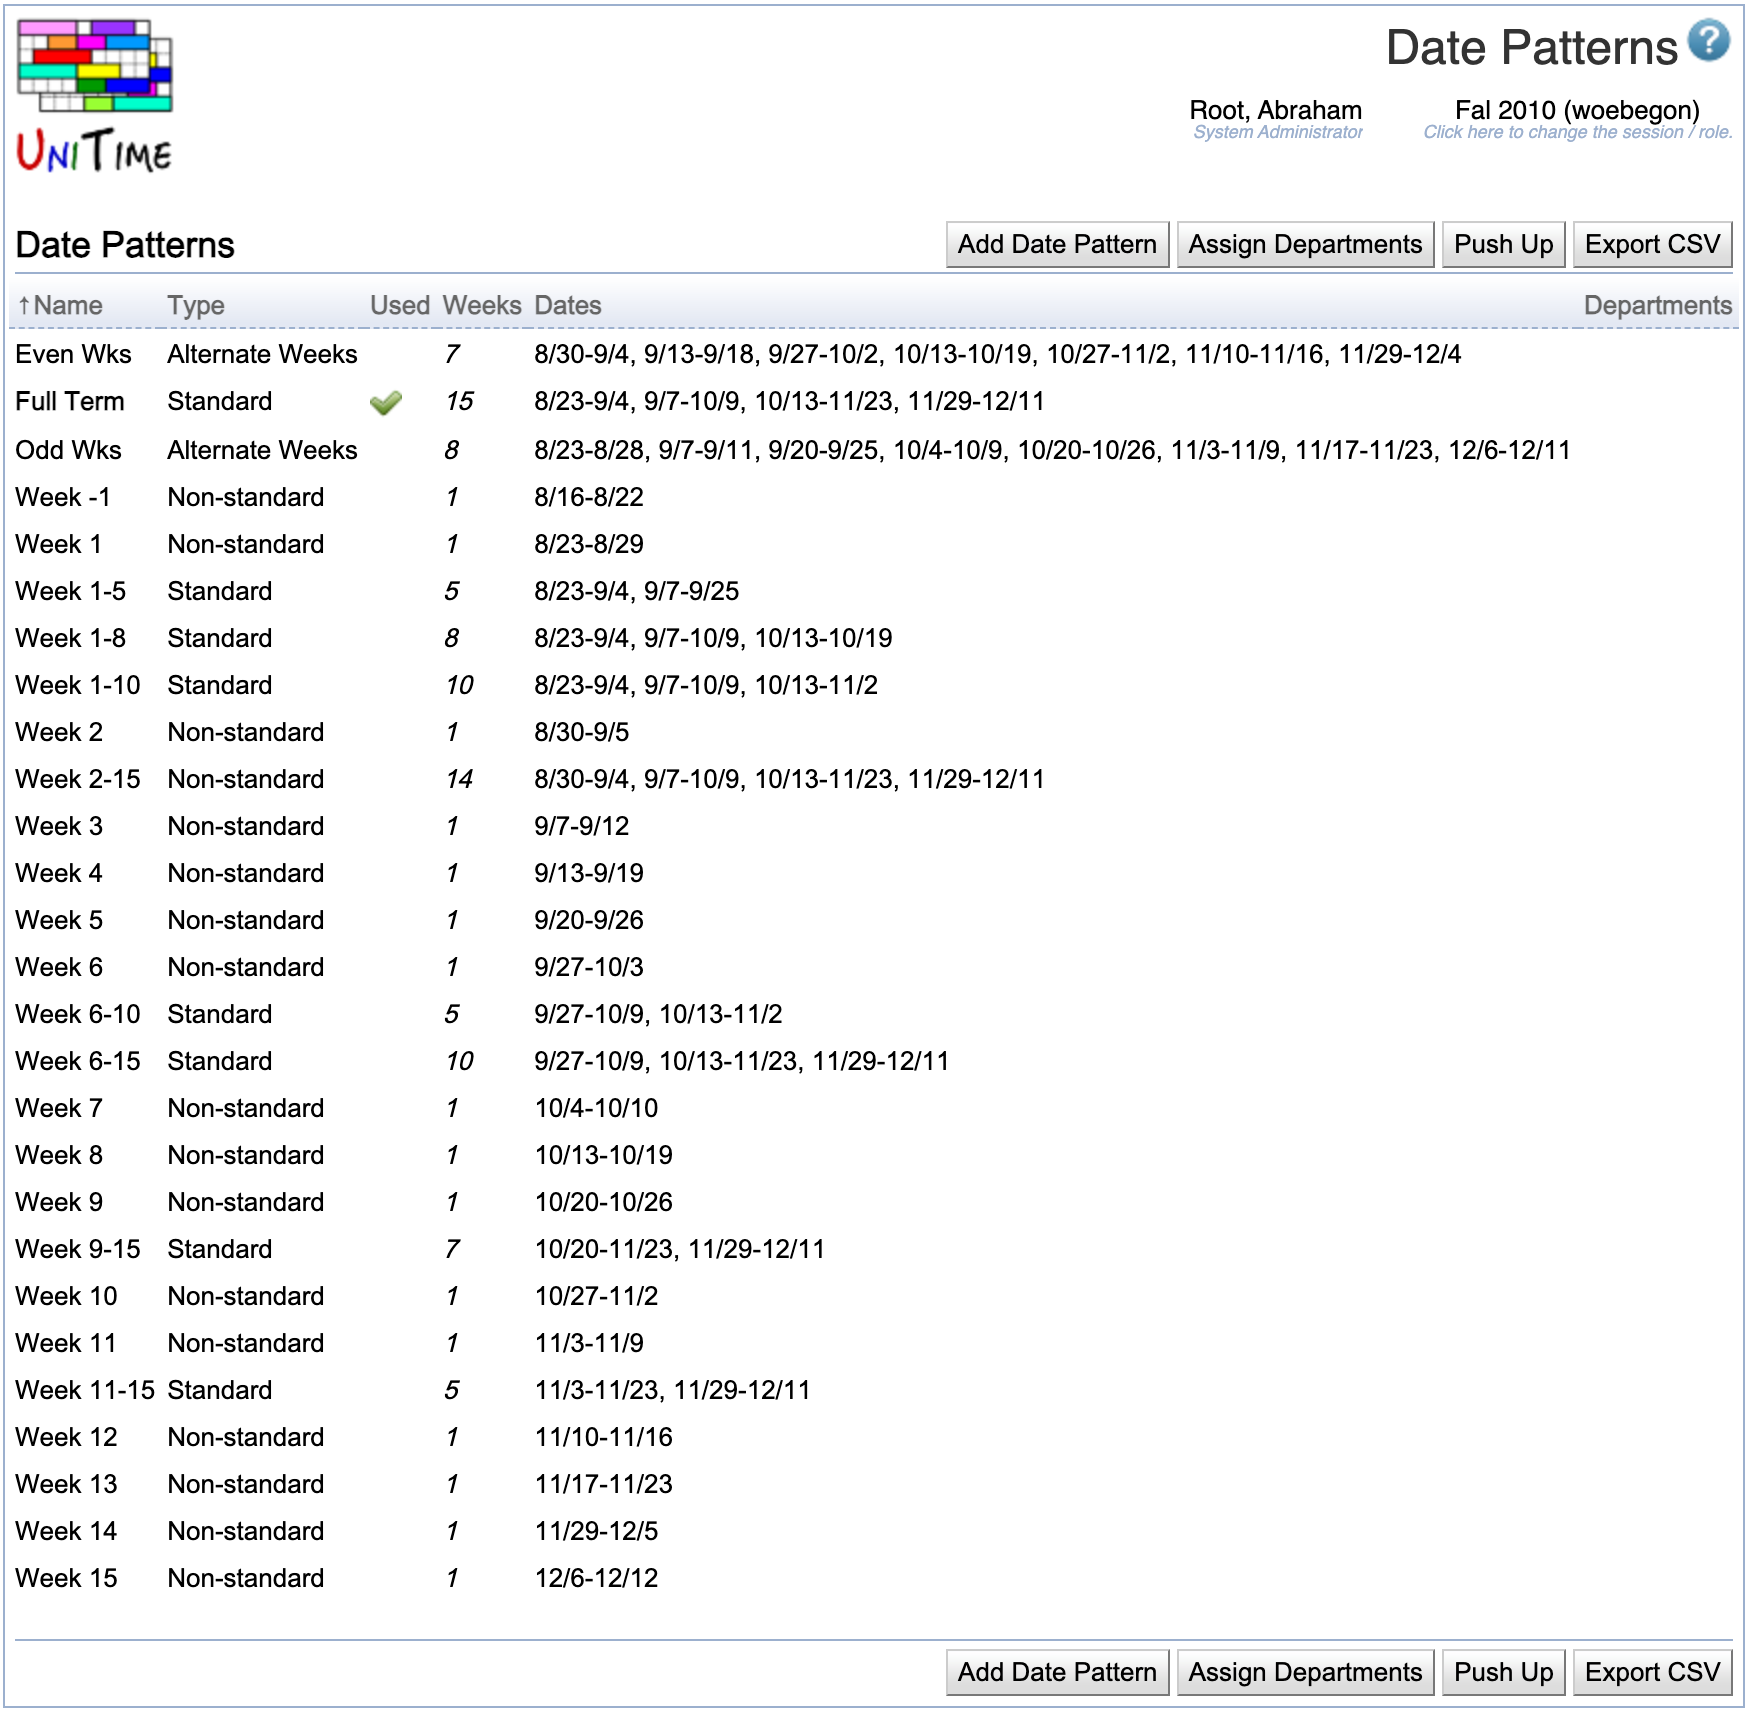 Date Patterns
Root, Abraham Fal 2010 (woebegon)
System Administrator Click here to change the session / role.
UNITIME
Date Patterns Add Date Pattern Assign Departments Push Up Export CSV
↑Name Type Used Weeks Dates Departments
Even Wks Alternate Weeks 7 8/30-9/4, 9/13-9/18, 9/27-10/2, 10/13-10/19, 10/27-11/2, 11/10-11/16, 11/29-12/4
Full Term Standard 15 8/23-9/4, 9/7-10/9, 10/13-11/23, 11/29-12/11
Odd Wks Alternate Weeks 8 8/23-8/28, 9/7-9/11, 9/20-9/25, 10/4-10/9, 10/20-10/26, 11/3-11/9, 11/17-11/23, 12/6-12/11
Week -1 Non-standard 1 8/16-8/22
Week 1 Non-standard 1 8/23-8/29
Week 1-5 Standard 5 8/23-9/4, 9/7-9/25
Week 1-8 Standard 8 8/23-9/4, 9/7-10/9, 10/13-10/19
Week 1-10 Standard 10 8/23-9/4, 9/7-10/9, 10/13-11/2
Week 2 Non-standard 1 8/30-9/5
Week 2-15 Non-standard 14 8/30-9/4, 9/7-10/9, 10/13-11/23, 11/29-12/11
Week 3 Non-standard 1 9/7-9/12
Week 4 Non-standard 1 9/13-9/19
Week 5 Non-standard 1 9/20-9/26
Week 6 Non-standard 1 9/27-10/3
Week 6-10 Standard 5 9/27-10/9, 10/13-11/2
Week 6-15 Standard 10 9/27-10/9, 10/13-11/23, 11/29-12/11
Week 7 Non-standard 1 10/4-10/10
Week 8 Non-standard 1 10/13-10/19
Week 9 Non-standard 1 10/20-10/26
Week 9-15 Standard 7 10/20-11/23, 11/29-12/11
Week 10 Non-standard 1 10/27-11/2
Week 11 Non-standard 1 11/3-11/9
Week 11-15 Standard 5 11/3-11/23, 11/29-12/11
Week 12 Non-standard 1 11/10-11/16
Week 13 Non-standard 1 11/17-11/23
Week 14 Non-standard 1 11/29-12/5
Week 15 Non-standard 1 12/6-12/12
Add Date Pattern Assign Departments Push Up Export CSV